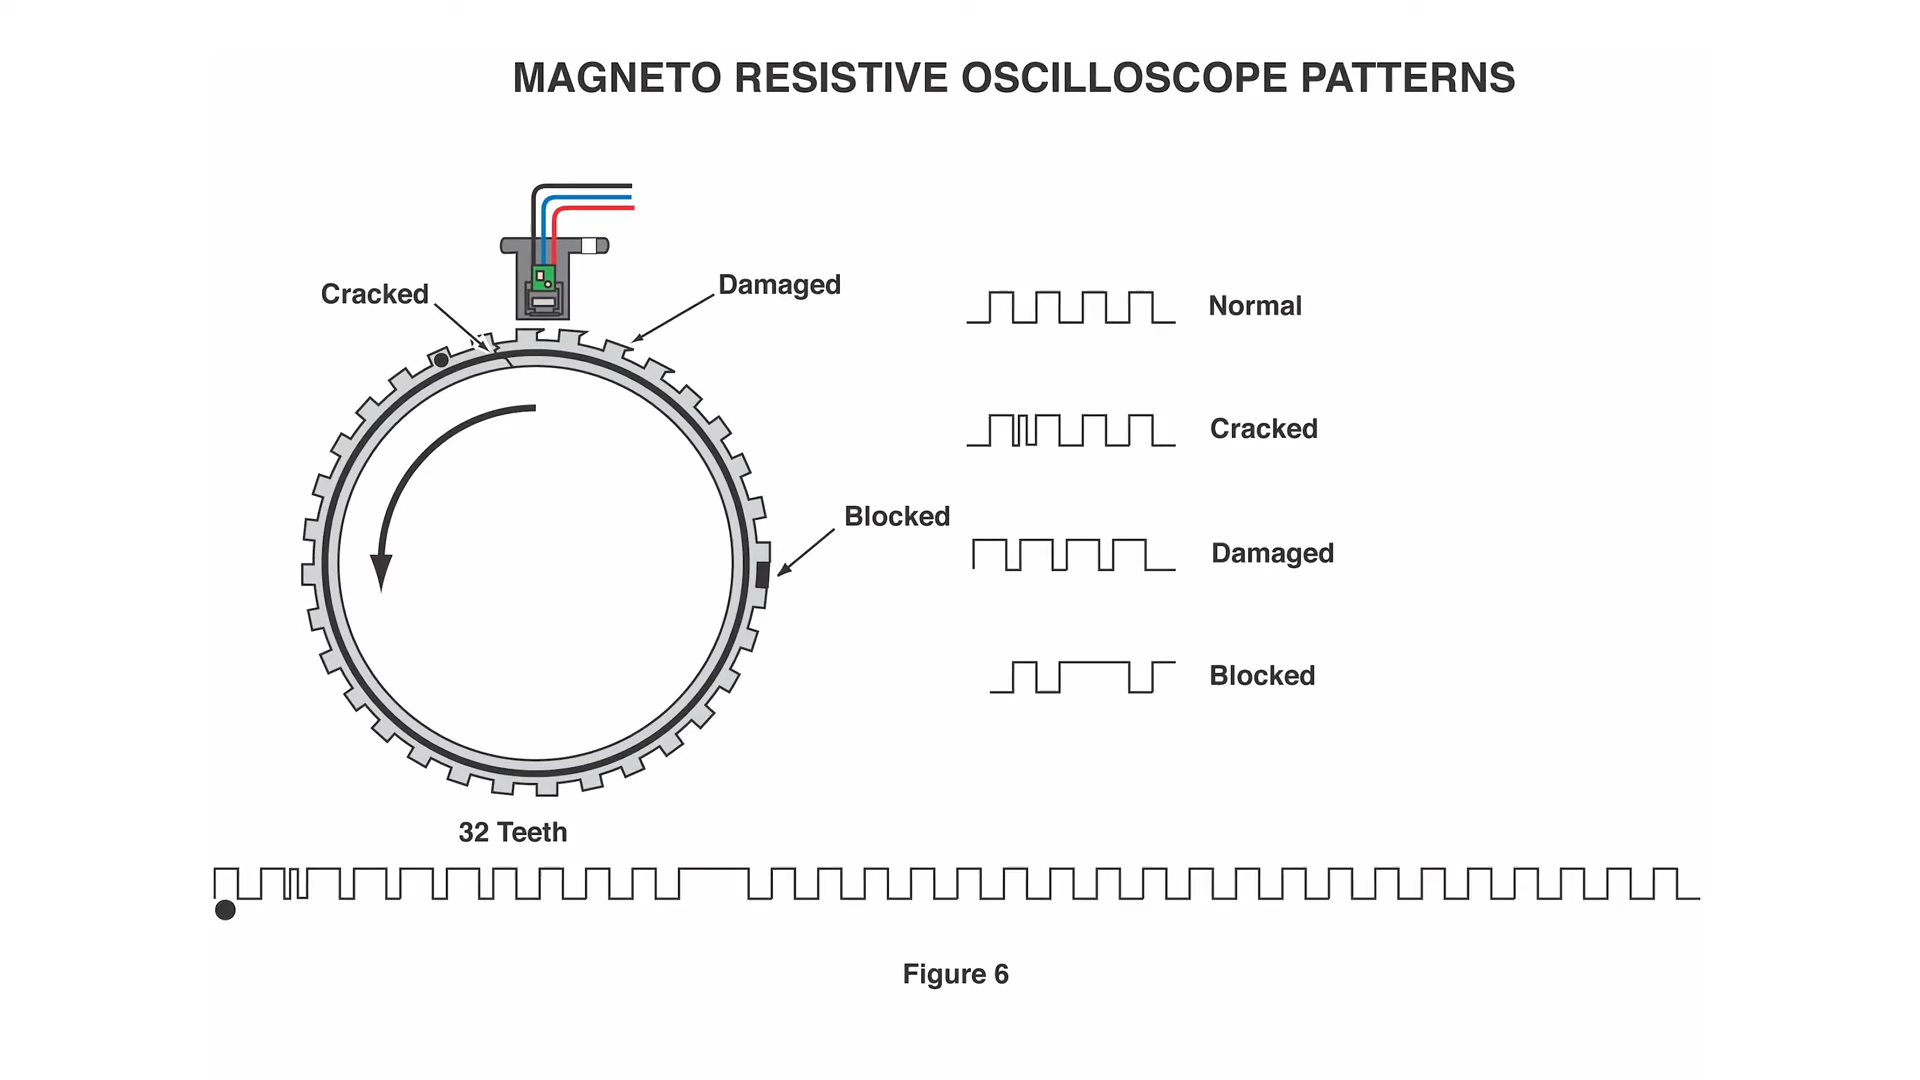 MAGNETO RESISTIVE OSCILLOSCOPE PATTERNS
Cracked
Damaged
Normal
Cracked
Blocked
Damaged
Blocked
32 Teeth
Figure 6